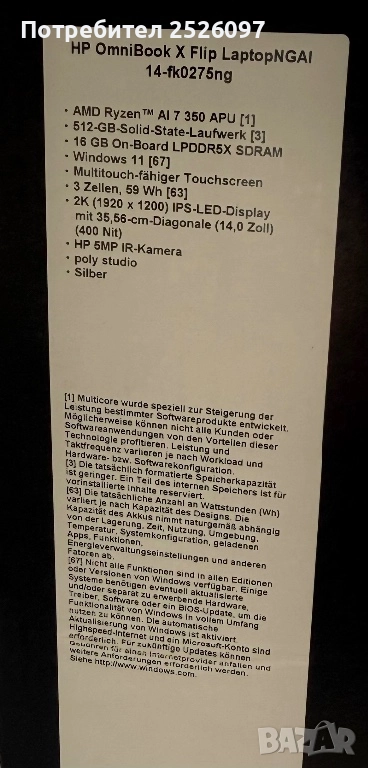 Потребител 2526097
HP OmniBook X Flip LaptopNGAI
14-fk0275ng
• AMD Ryzen™ AI 7 350 APU [1]
• 512-GB-Solid-State-Laufwerk [3]
• 16 GB On-Board LPDDR5X SDRAM
• Windows 11 [67]
• Multitouch-fähiger Touchscreen
• 3 Zellen, 59 Wh [63]
• 2K (1920 x 1200) IPS-LED-Display
mit 35,56-cm-Diagonale (14,0 Zoll)
(400 Nit)
• HP 5MP IR-Kamera
• poly studio
• Silber
[1] Multicore wurde speziell zur Steigerung der
Leistung bestimmter Softwareprodukte entwickelt.
Möglicherweise können nicht alle Kunden oder
Softwareanwendungen von den Vorteilen dieser
Technologie profitieren. Leistung und
Taktfrequenz variieren je nach Workload und
Hardware- bzw. Softwarekonfiguration.
[3] Die tatsächlich formatierte Speicherkapazität
ist geringer. Ein Teil des internen Speichers ist für
vorinstallierte Inhalte reserviert.
[63] Die tatsächliche Anzahl an Wattstunden (Wh)
variiert je nach Kapazität des Designs. Die
Kapazität des Akkus nimmt naturgemäß abhängig
von der Lagerung, Zeit, Nutzung, Umgebung,
Temperatur, Systemkonfiguration, geladenen
Apps, Funktionen,
Energieverwaltungseinstellungen und anderen
Fatoren ab.
[67] Nicht alle Funktionen sind in allen Editionen
oder Versionen von Windows verfügbar. Einige
Systeme benötigen eventuell aktualisierte
und/oder separat zu erwerbende Hardware,
Treiber, Software oder ein BIOS-Update, um die
Funktionalität von Windows in vollem Umfang
nutzen zu können. Die automatische
Aktualisierung von Windows ist aktiviert.
Highspeed-Internet und ein Microsoft-Konto sind
erforderlich. Für zukünftige Updates können
Gebühren für einen Internetprovider anfallen und
weitere Anforderungen erforderlich werden.
Siehe http://www.windows.com.
BAZAR